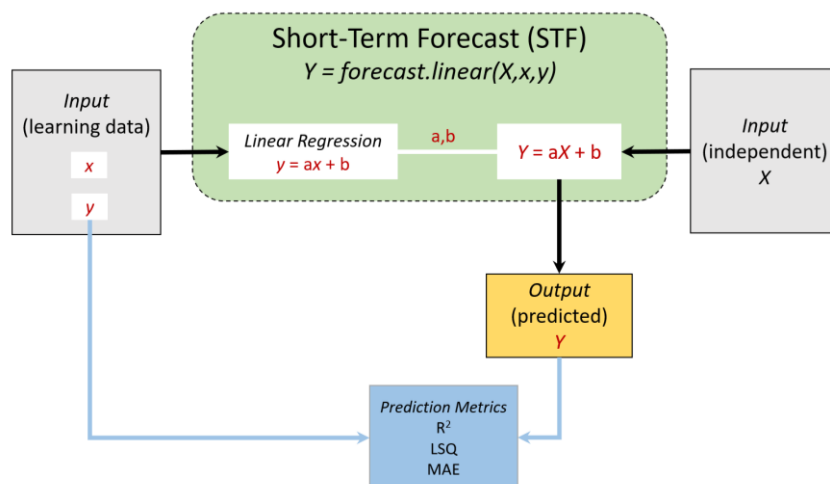 Short-Term Forecast (STF)
Y = forecast.linear(X,x,y)
Input
(learning data)
x
y
Linear Regression
y = ax + b
a,b
Y = aX + b
Input
(independent)
X
Output
(predicted)
Y
Prediction Metrics
R²
LSQ
MAE